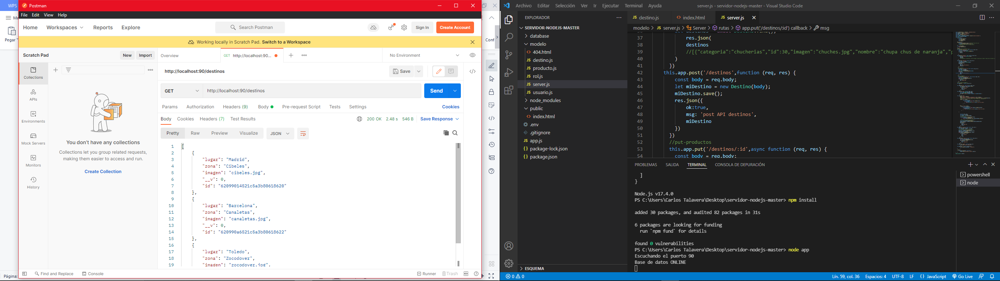 WPS
Me
Pegar
Página:
Postman
File Edit View Help
Home Workspaces Reports Explore
Search Postman
Sign In
Create Account
Working locally in Scratch Pad. Switch to a Workspace
Scratch Pad
New Import
Overview
GET http://localhost:90...
No Environment
Collections
APIs
Environments
Mock Servers
Monitors
History
You don't have any collections
Collections let you group related requests,
making them easier to access and run.
Create Collection
http://localhost:90/destinos
Save
GET http://localhost:90/destinos
Send
Params Authorization Headers (9) Body Pre-request Script Tests Settings Cookies
Body Cookies Headers (7) Test Results 200 OK 2.48 s 546 B Save Response
Pretty Raw Preview Visualize JSON
1 [
2 {
3 "lugar": "Madrid",
4 "zona": "Cibeles",
5 "imagen": "cibeles.jpg",
6 "__v": 0,
7 "id": "62099014521c5a3b80618620"
8 },
9 {
10 "lugar": "Barcelona",
11 "zona": "Canaletas",
12 "imagen": "canaletas.jpg",
13 "__v": 0,
14 "id": "620990a6521c5a3b80618622"
15 },
16 {
17 "lugar": "Toledo",
18 "zona": "Zocodover",
19 "imagen": "zocodover.jpg",
Find and Replace Console Runner Trash
Conf
Archivo Editar Selección Ver Ir Ejecutar Terminal Ayuda
server.js - servidor-nodejs-master - Visual Studio Code
EXPLORADOR
SERVIDOR-NODEJS-MASTER
database
modelo
404.html
destino.js
producto.js
rol.js
server.js
usuario.js
node_modules
public
index.html
.env
.gitignore
app.js
package-lock.json
package.json
ESQUEMA
destino.js index.html server.js
modelo > server.js > Server > rutas > app.put('/destinos/:id') callback > msg
37 res.json(
38 destinos
39 //[{"categoria":"chucherias","id":30,"imagen":"chuches.jpg","nombre":"chupa chus de naranja","p
40 )
41 })
42 this.app.post('/destinos',function (req, res) {
43 const body = req.body;
44 let miDestino = new Destino(body);
45 miDestino.save();
46 res.json({
47 ok:true,
48 msg: 'post API destinos',
49 miDestino
50 })
51 })
52 //put-productos
53 this.app.put('/destinos/:id',async function (req, res) {
54 const body = req.body;
PROBLEMAS SALIDA TERMINAL CONSOLA DE DEPURACIÓN
]
}
Node.js v17.4.0
PS C:\Users\Carlos Talavera\Desktop\servidor-nodejs-master> npm install
added 30 packages, and audited 82 packages in 31s
6 packages are looking for funding
run `npm fund` for details
found 0 vulnerabilities
PS C:\Users\Carlos Talavera\Desktop\servidor-nodejs-master> node app
Escuchando el puerto 90
Base de datos ONLINE
powershell
node
0 0
Lín. 59, col. 36 Espacios: 4 UTF-8 LF JavaScript Go Live